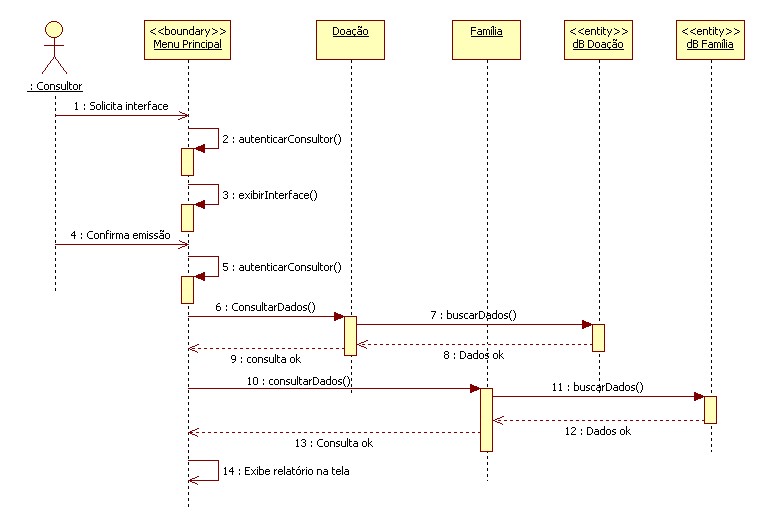 <<boundary>>
Menu Principal
Doação
Família
<<entity>>
dB Doação
<<entity>>
dB Família
: Consultor
1 : Solicita interface
2 : autenticarConsultor()
3 : exibirInterface()
4 : Confirma emissão
5 : autenticarConsultor()
6 : ConsultarDados()
7 : buscarDados()
8 : Dados ok
9 : consulta ok
10 : consultarDados()
11 : buscarDados()
12 : Dados ok
13 : Consulta ok
14 : Exibe relatório na tela